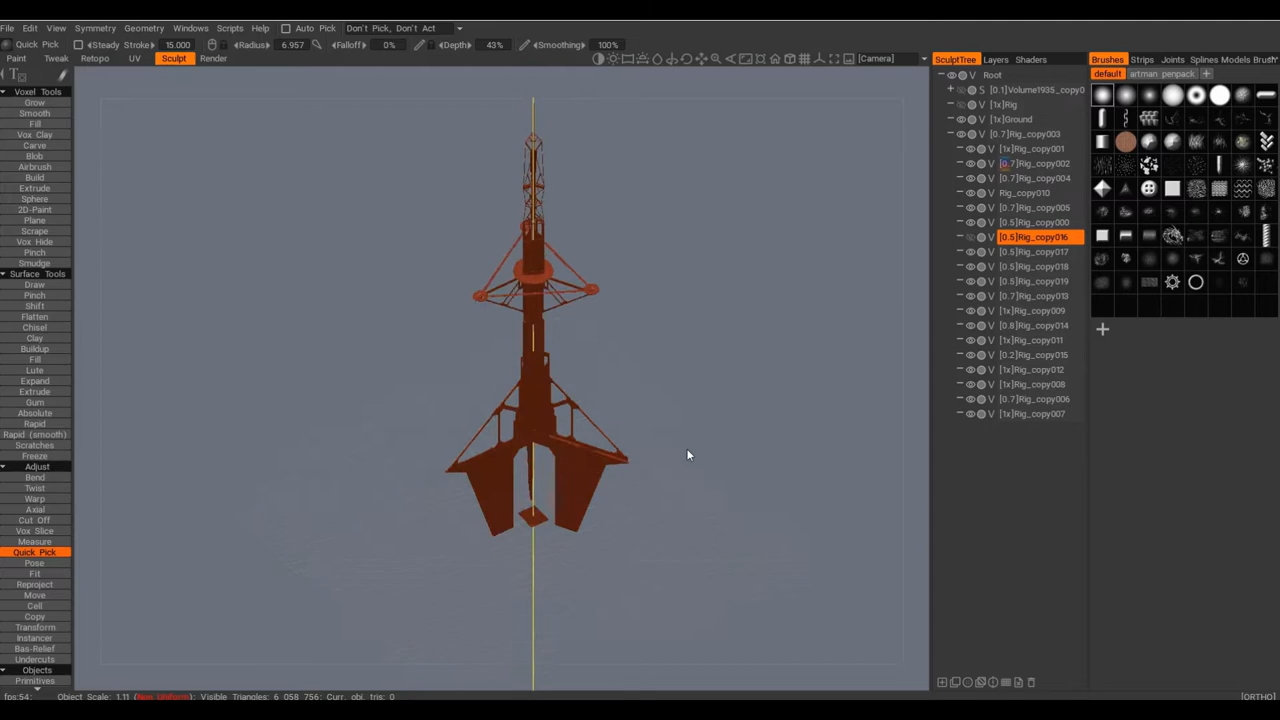 File Edit View Symmetry Geometry Windows Scripts Help Auto Pick Don't Pick, Don't Act
Quick Pick Steady Stroke 15.000 Radius 6.957 Falloff 0% Depth 43% Smoothing 100%
Paint Tweak Retopo UV Sculpt Render [Camera]
Voxel Tools
Grow
Smooth
Fill
Vox Clay
Carve
Blob
Airbrush
Build
Extrude
Sphere
2D-Paint
Plane
Scrape
Vox Hide
Pinch
Smudge
Surface Tools
Draw
Pinch
Shift
Flatten
Chisel
Clay
Buildup
Fill
Lute
Expand
Extrude
Gum
Absolute
Rapid
Rapid (smooth)
Scratches
Freeze
Adjust
Bend
Twist
Warp
Axial
Cut Off
Vox Slice
Measure
Quick Pick
Pose
Fit
Reproject
Move
Cell
Copy
Transform
Instancer
Bas-Relief
Undercuts
Objects
Primitives
SculptTree Layers Shaders
Root
S [0.1]Volume1935_copy0
V [1x]Rig
V [1x]Ground
V [0.7]Rig_copy003
V [1x]Rig_copy001
V [0.7]Rig_copy002
V [0.7]Rig_copy004
V Rig_copy010
V [0.7]Rig_copy005
V [0.5]Rig_copy000
V [0.5]Rig_copy016
V [0.5]Rig_copy017
V [0.5]Rig_copy018
V [0.5]Rig_copy019
V [0.7]Rig_copy013
V [1x]Rig_copy009
V [0.8]Rig_copy014
V [1x]Rig_copy011
V [0.2]Rig_copy015
V [1x]Rig_copy012
V [1x]Rig_copy008
V [0.7]Rig_copy006
V [1x]Rig_copy007
Brushes Strips Joints Splines Models Brush
default artman penpack +
fps:54; Object Scale: 1.11 (Non Uniform); Visible Triangles: 6 058 756; Curr. obj. tris: 0 [ORTHO]